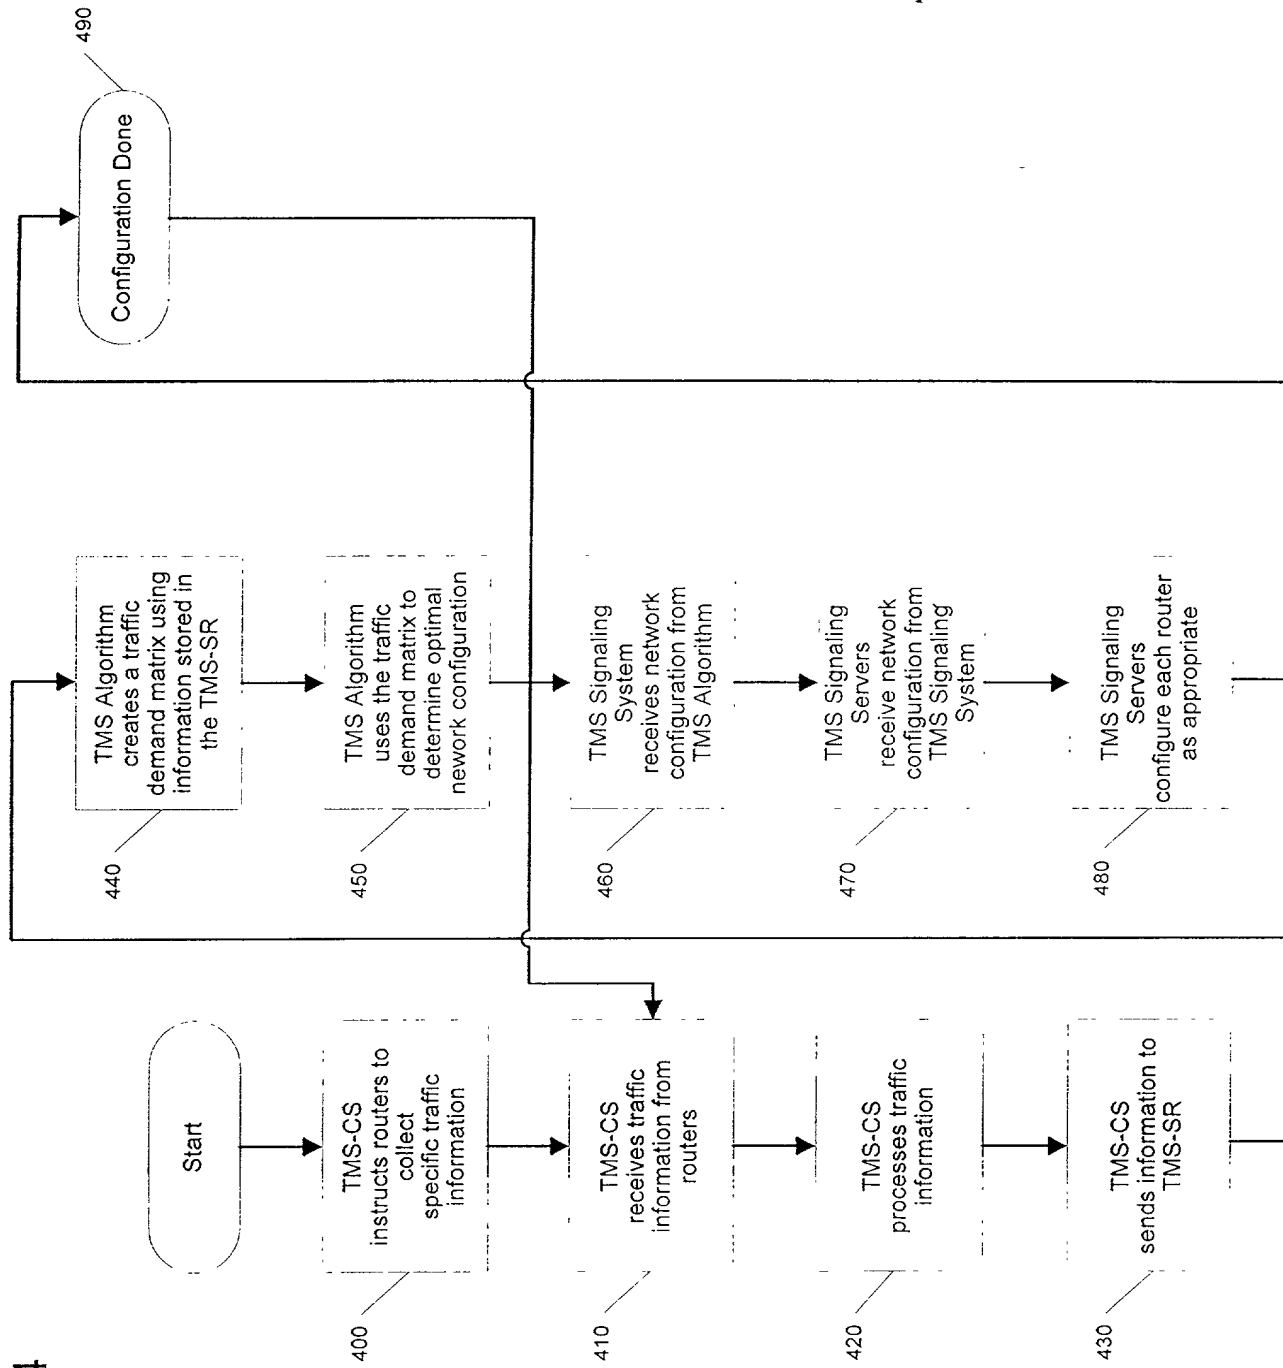 Start
TMS-CS
instructs routers to
collect
specific traffic
information
400
TMS-CS
receives traffic
information from
routers
410
TMS-CS
processes traffic
information
420
TMS-CS
sends information to
TMS-SR
430
TMS Algorithm
creates a traffic
demand matrix using
information stored in
the TMS-SR
440
TMS Algorithm
uses the traffic
demand matrix to
determine optimal
network configuration
450
TMS Signaling
System
receives network
configuration from
TMS Algorithm
460
TMS Signaling
Servers
receive network
configuration from
TMS Signaling
System
470
TMS Signaling
Servers
configure each router
as appropriate
480
Configuration Done
490